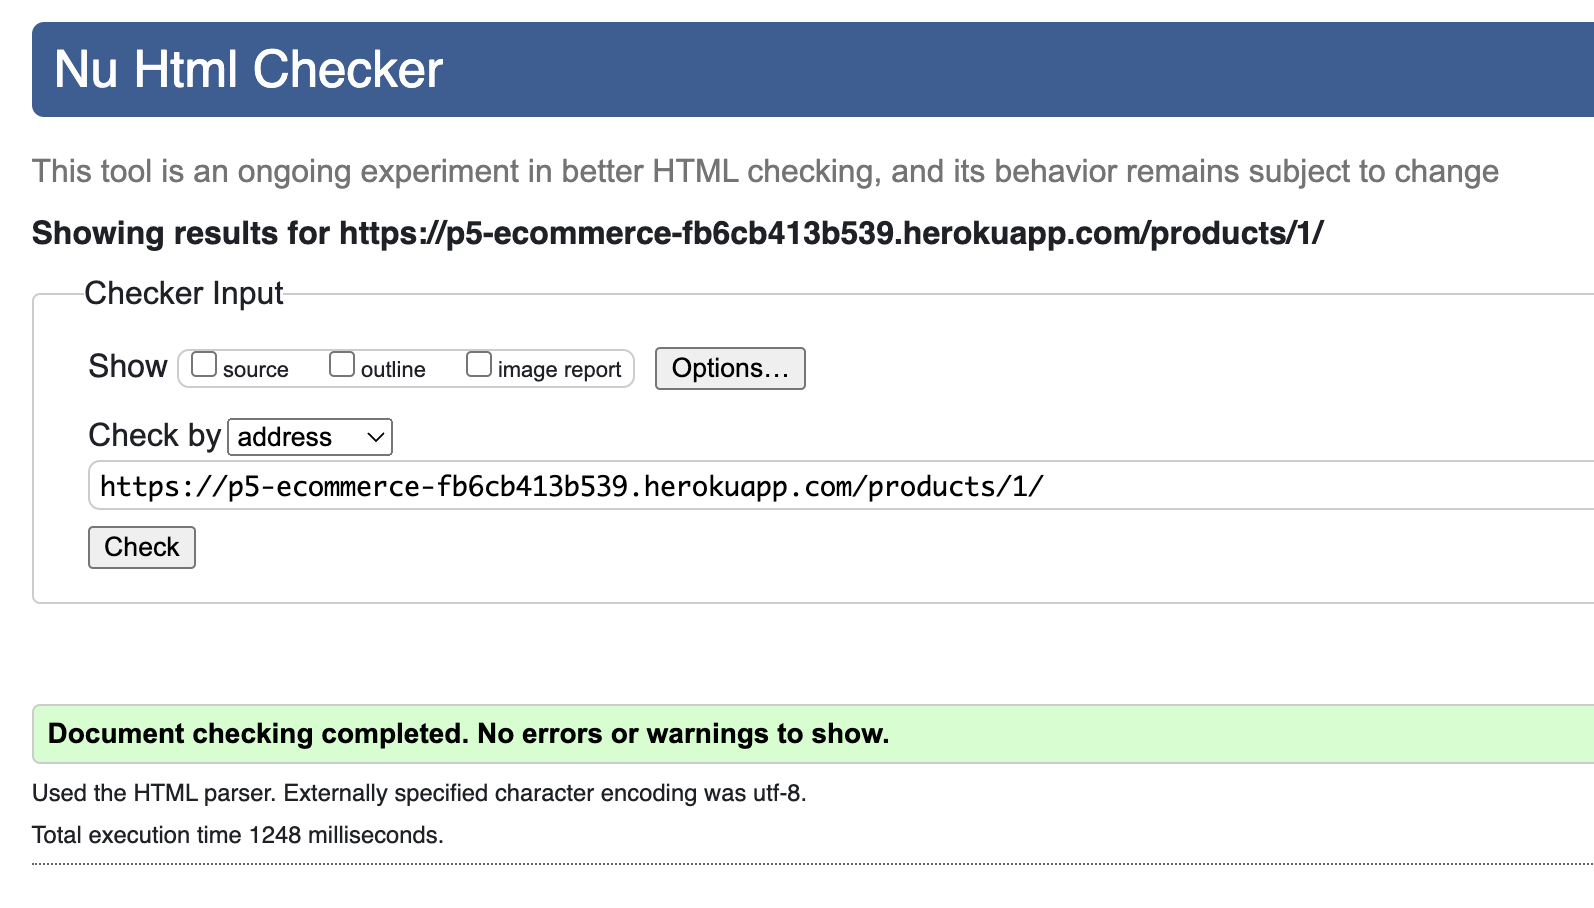 Nu Html Checker
This tool is an ongoing experiment in better HTML checking, and its behavior remains subject to change
Showing results for https://p5-ecommerce-fb6cb413b539.herokuapp.com/products/1/
Checker Input
Show source outline image report Options…
Check by address
https://p5-ecommerce-fb6cb413b539.herokuapp.com/products/1/
Check
Document checking completed. No errors or warnings to show.
Used the HTML parser. Externally specified character encoding was utf-8.
Total execution time 1248 milliseconds.